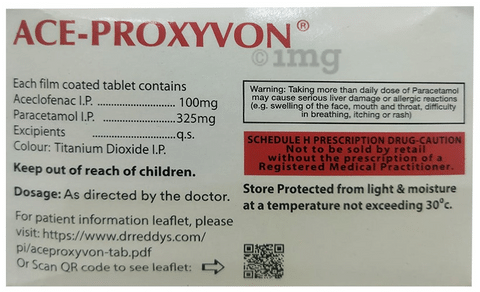 ACE-PROXYVON®
©1mg
Each film coated tablet contains
Aceclofenac I.P. ........................... 100mg
Paracetamol I.P. .......................... 325mg
Excipients .......................... q.s.
Colour: Titanium Dioxide I.P.
Keep out of reach of children.
Dosage: As directed by the doctor.
For patient information leaflet, please
visit: https://www.drreddys.com/
pi/aceproxyvon-tab.pdf
Or Scan QR code to see leaflet:
Warning: Taking more than daily dose of Paracetamol
may cause serious liver damage or allergic reactions
(e.g. swelling of the face, mouth and throat, difficulty
in breathing, itching or rash)
SCHEDULE H PRESCRIPTION DRUG-CAUTION
Not to be sold by retail
without the prescription of a
Registered Medical Practitioner.
Store Protected from light & moisture
at a temperature not exceeding 30°c.